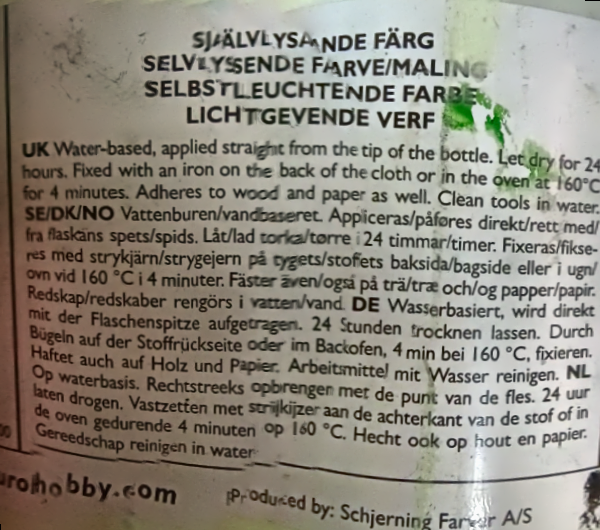 SJÄLVLYSANDE FÄRG
SELVLYSENDE FARVE/MALING
SELBSTLEUCHTENDE FARBE
LICHTGEVENDE VERF
UK Water-based, applied straight from the tip of the bottle. Let dry for 24
hours. Fixed with an iron on the back of the cloth or in the oven at 160°C
for 4 minutes. Adheres to wood and paper as well. Clean tools in water.
SE/DK/NO Vattenburen/vandbaseret. Appliceras/påføres direkt/rett med/
fra flaskans spets/spids. Låt/lad torka/tørre i 24 timmar/timer. Fixeras/fikse-
res med strykjärn/strygejern på tygets/stofets baksida/bagside eller i ugn/
ovn vid 160 °C i 4 minuter. Fäster även/også på trä/træ och/og papper/papir.
Redskap/redskaber rengörs i vatten/vand. DE Wasserbasiert, wird direkt
mit der Flaschenspitze aufgetragen. 24 Stunden trocknen lassen. Durch
Bügeln auf der Stoffrückseite oder im Backofen, 4 min bei 160 °C, fixieren.
Haftet auch auf Holz und Papier. Arbeitsmittel mit Wasser reinigen. NL
Op waterbasis. Rechtstreeks opbrengen met de punt van de fles. 24 uur
laten drogen. Vastzetten met strijkijzer aan de achterkant van de stof of in
de oven gedurende 4 minuten op 160 °C. Hecht ook op hout en papier.
Gereedschap reinigen in water
urohobby.com
Produced by: Schjerning Farver A/S